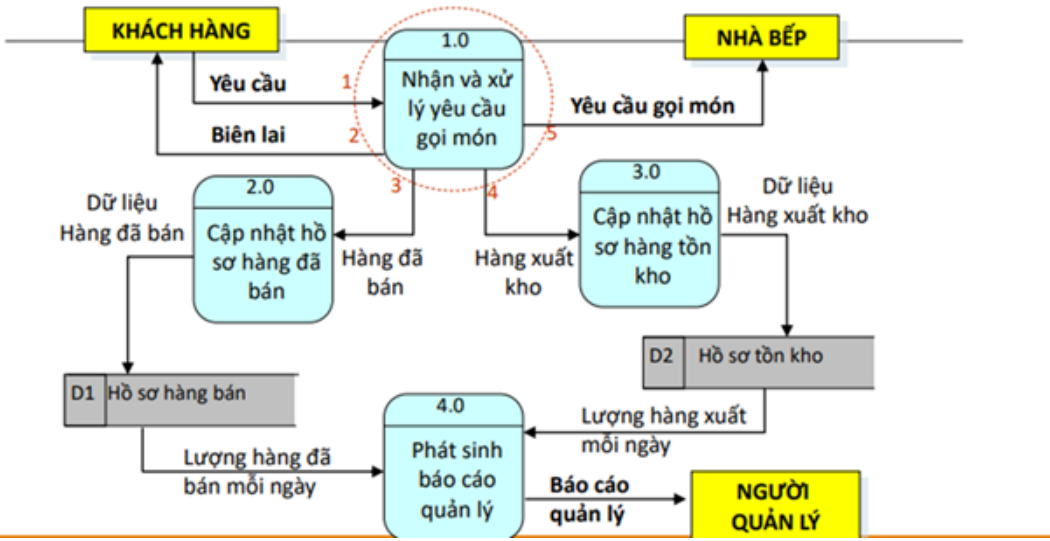 KHÁCH HÀNG
1.0
Nhận và xử
lý yêu cầu
gọi món
NHÀ BẾP
Yêu cầu
1
Biên lai
2
3
4
5
Yêu cầu gọi món
2.0
Cập nhật hồ
sơ hàng đã
bán
Dữ liệu
Hàng đã bán
Hàng đã
bán
Hàng xuất
kho
3.0
Cập nhật hồ
sơ hàng tồn
kho
Dữ liệu
Hàng xuất kho
D1 Hồ sơ hàng bán
D2 Hồ sơ tồn kho
4.0
Phát sinh
báo cáo
quản lý
Lượng hàng đã
bán mỗi ngày
Lượng hàng xuất
mỗi ngày
Báo cáo
quản lý
NGƯỜI
QUẢN LÝ